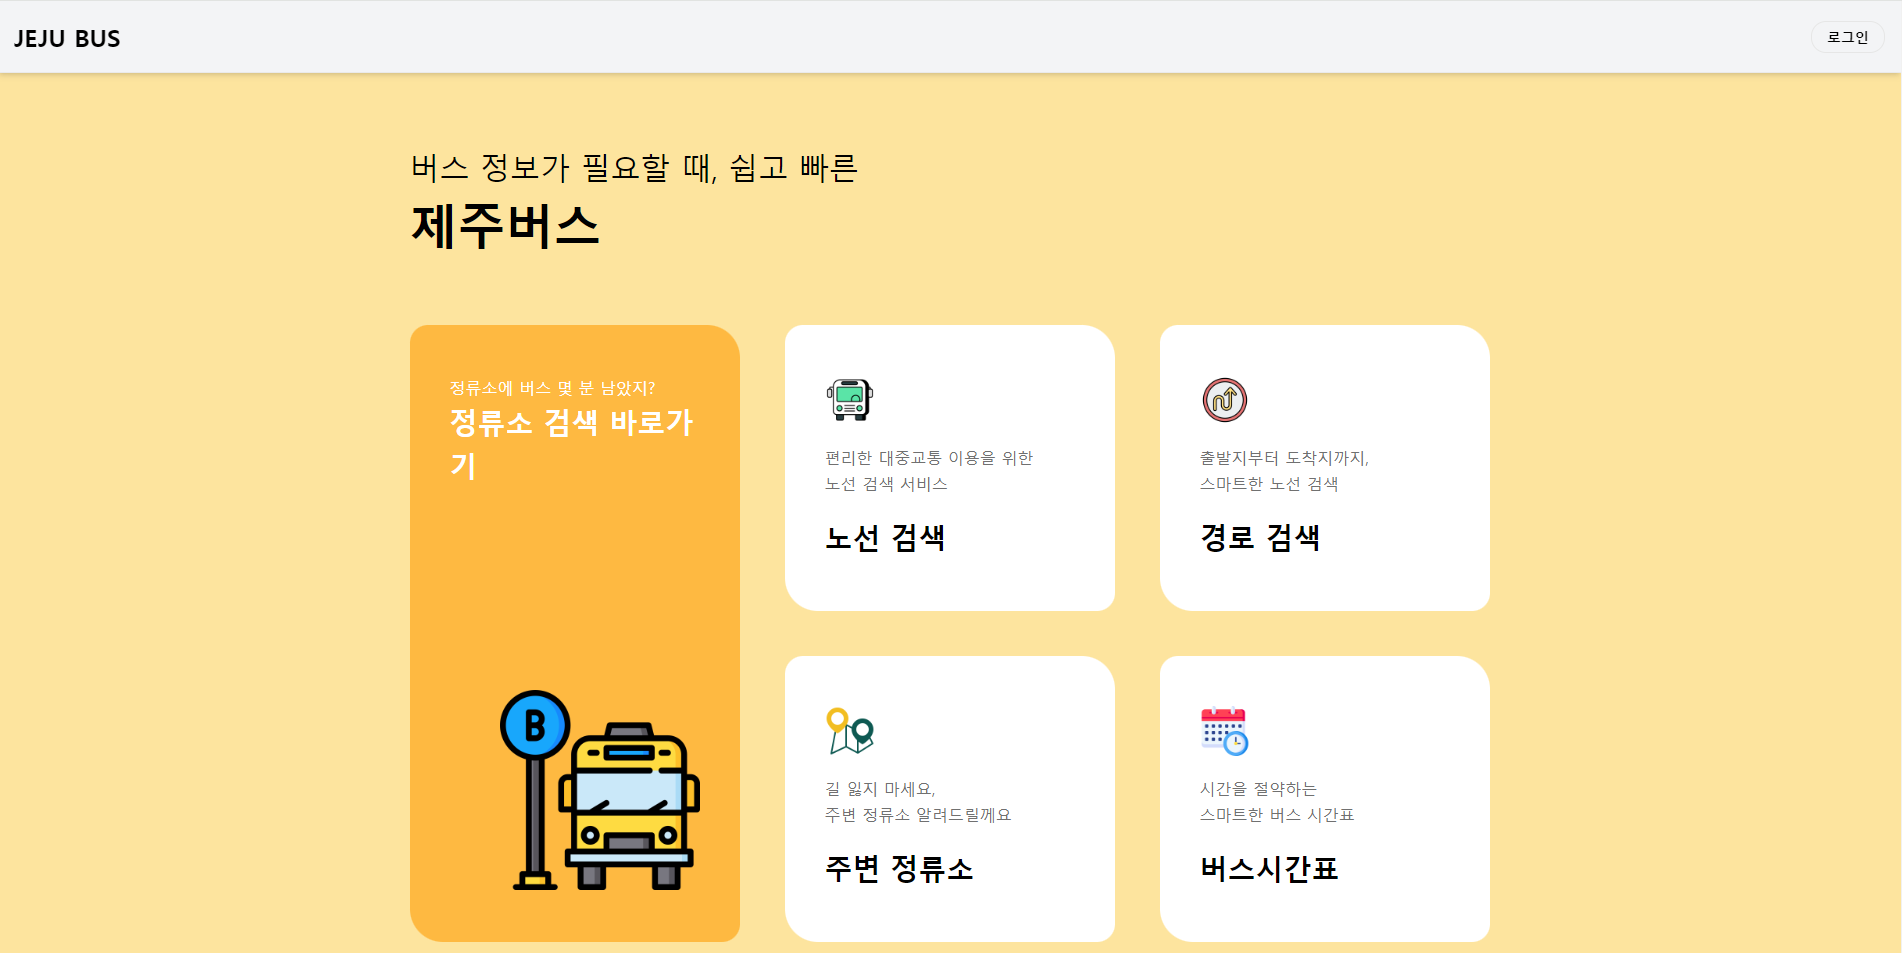 JEJU BUS
로그인
버스 정보가 필요할 때, 쉽고 빠른
제주버스
정류소에 버스 몇 분 남았지?
정류소 검색 바로가
기
B
편리한 대중교통 이용을 위한
노선 검색 서비스
노선 검색
출발지부터 도착지까지,
스마트한 노선 검색
경로 검색
길 잃지 마세요,
주변 정류소 알려드릴께요
주변 정류소
시간을 절약하는
스마트한 버스 시간표
버스시간표